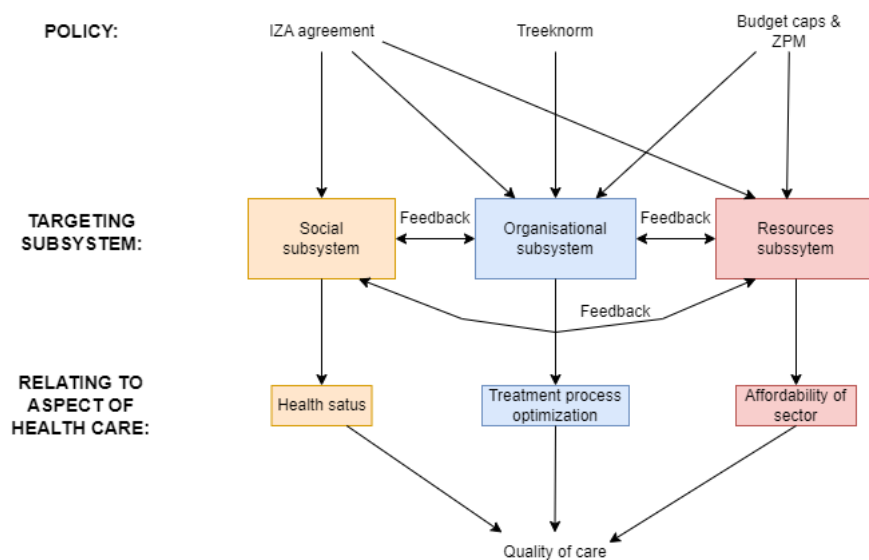 POLICY:
IZA agreement
Treeknorm
Budget caps &
ZPM
TARGETING
SUBSYSTEM:
Social
subsystem
Feedback
Organisational
subsystem
Feedback
Resources
subssytem
Feedback
RELATING TO
ASPECT OF
HEALTH CARE:
Health satus
Treatment process
optimization
Affordability of
sector
Quality of care